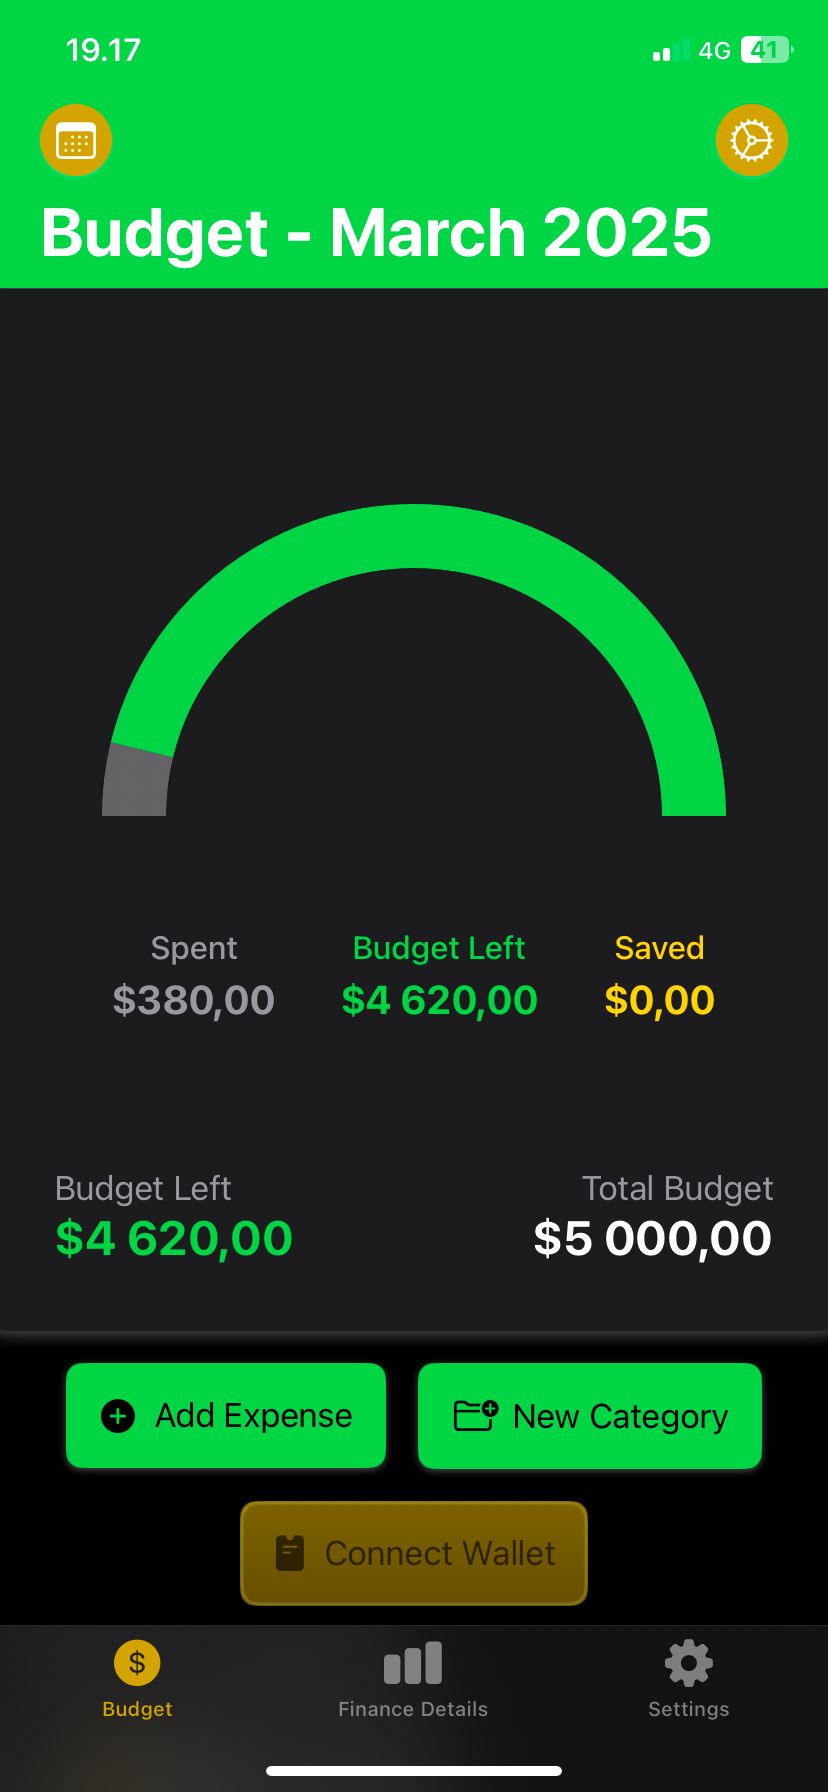 19.17
4G 41
Budget - March 2025
Spent Budget Left Saved
$380,00 $4 620,00 $0,00
Budget Left Total Budget
$4 620,00 $5 000,00
Add Expense New Category
Connect Wallet
$
Budget Finance Details Settings